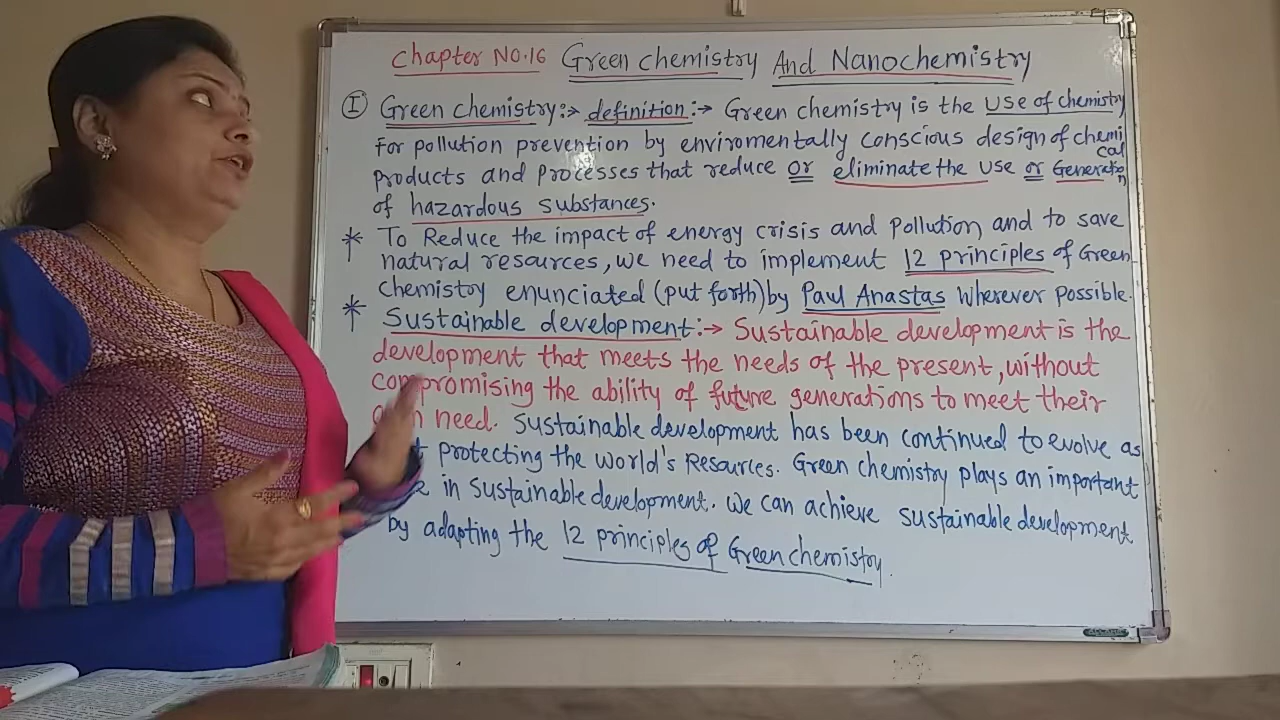 Chapter No.16 Green chemistry And Nanochemistry
I Green chemistry:-> definition:-> Green chemistry is the use of chemistry
For pollution prevention by enviromentally conscious design of chemical
products and processes that reduce or eliminate the use or Generation
of hazardous substances.
* To Reduce the impact of energy crisis and pollution and to save
natural resources, we need to implement 12 principles of Green
chemistry enunciated (put forth) by Paul Anastas wherever possible.
* Sustainable development:-> Sustainable development is the
development that meets the needs of the present, without
compromising the ability of future generations to meet their
need. Sustainable development has been continued to evolve as
protecting the world's Resources. Green chemistry plays an important
in sustainable development. We can achieve sustainable development
by adapting the 12 principles of Green chemistry.